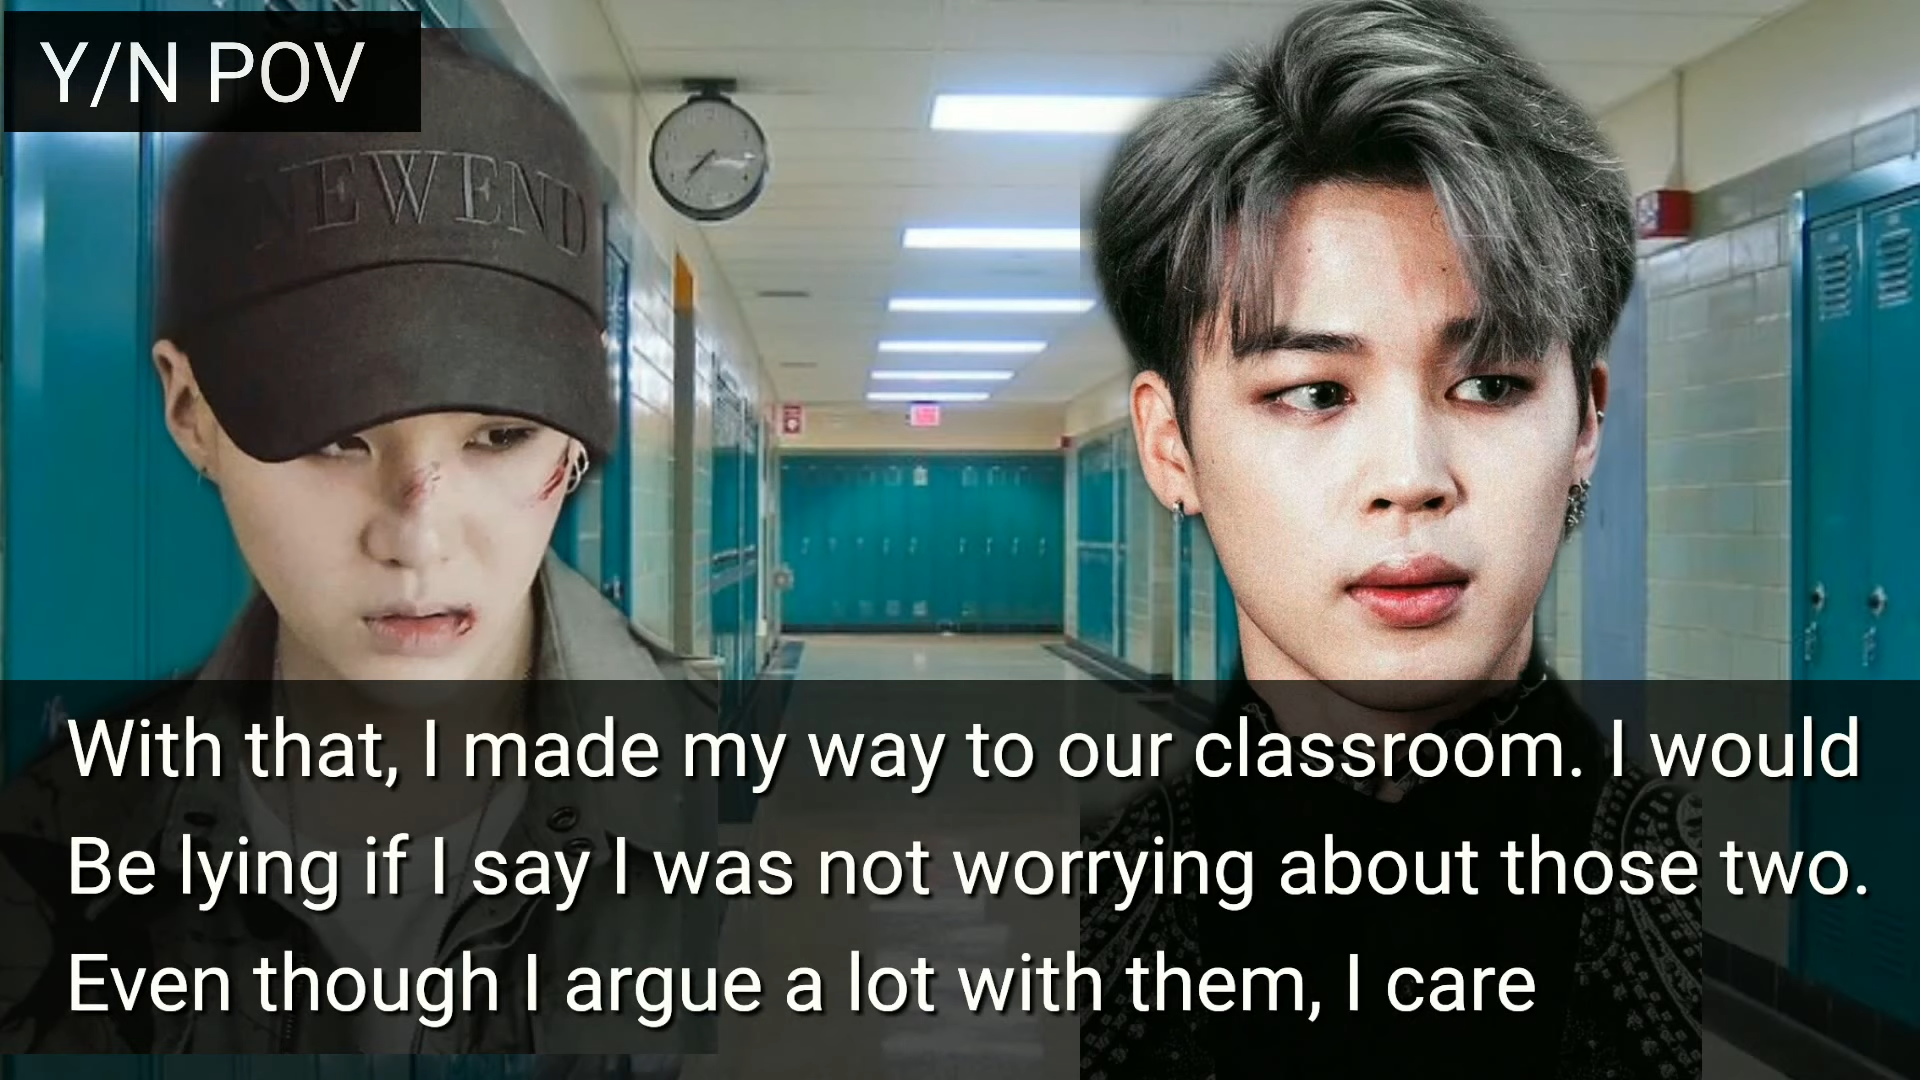 Y/N POV
NEWEND
With that, I made my way to our classroom. I would
Be lying if I say I was not worrying about those two.
Even though I argue a lot with them, I care